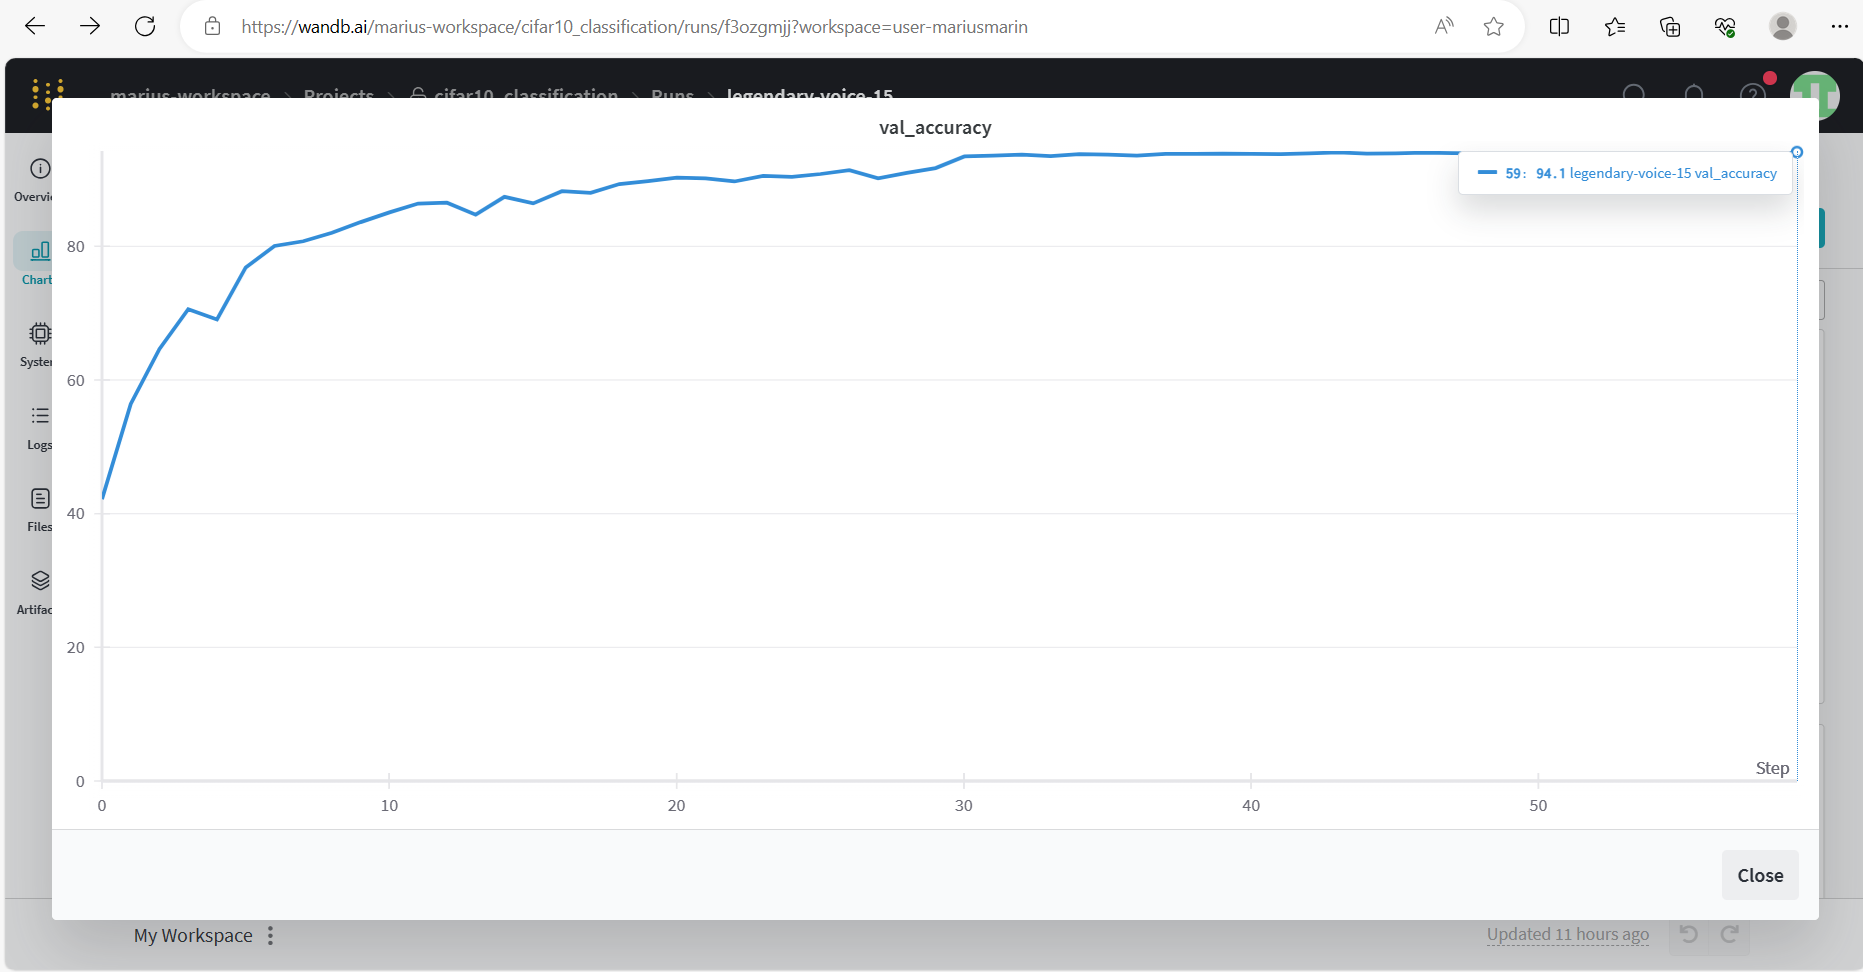 https://wandb.ai/marius-workspace/cifar10_classification/runs/f3ozgmjj?workspace=user-mariusmarin
marius-workspace > Projects > cifar10_classification > Runs > legendary-voice-15
val_accuracy
59: 94.1 legendary-voice-15 val_accuracy
80
60
40
20
0
Step
0 10 20 30 40 50
Close
Overvie
Chart
System
Logs
Files
Artifac
My Workspace
Updated 11 hours ago